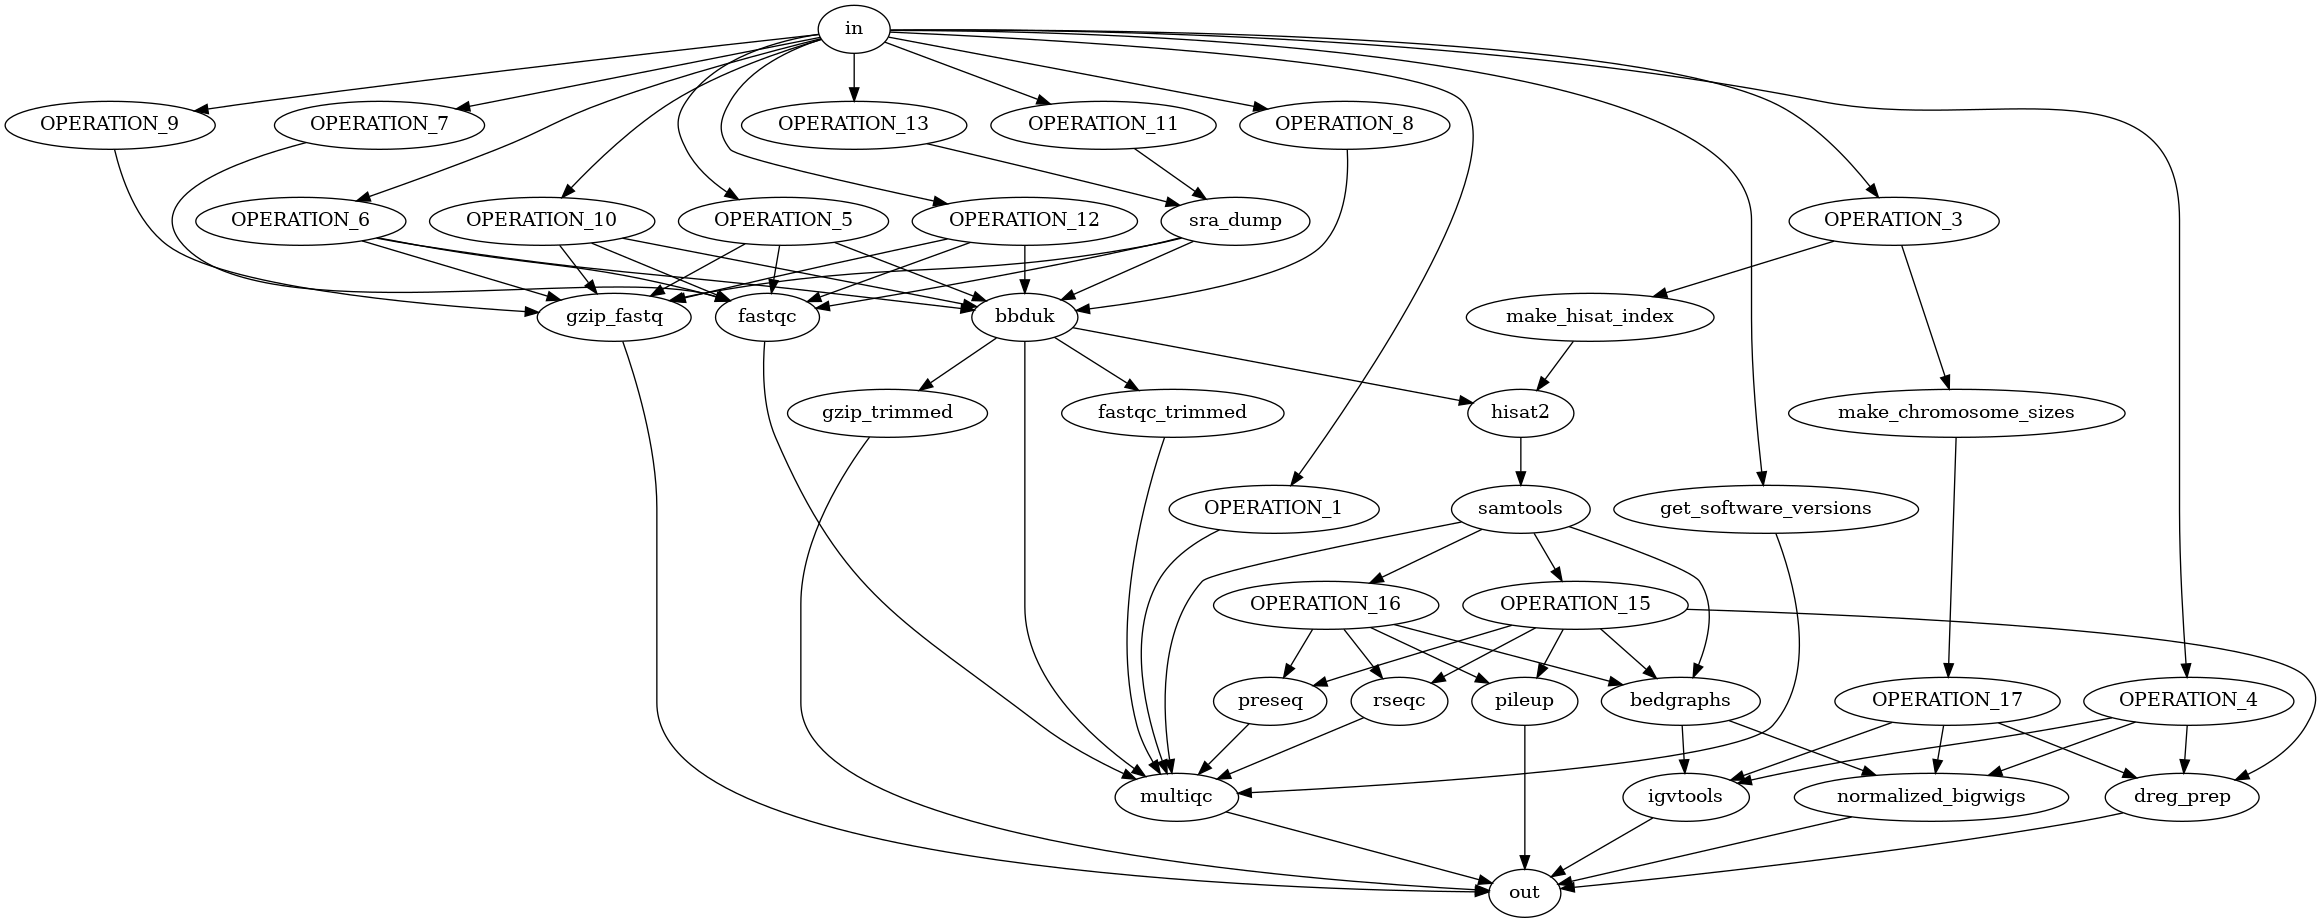 in
OPERATION_9
OPERATION_7
OPERATION_13
OPERATION_11
OPERATION_8
OPERATION_6
OPERATION_10
OPERATION_5
OPERATION_12
sra_dump
OPERATION_3
gzip_fastq
fastqc
bbduk
make_hisat_index
gzip_trimmed
fastqc_trimmed
hisat2
make_chromosome_sizes
OPERATION_1
samtools
get_software_versions
OPERATION_16
OPERATION_15
preseq
rseqc
pileup
bedgraphs
OPERATION_17
OPERATION_4
multiqc
igvtools
normalized_bigwigs
dreg_prep
out